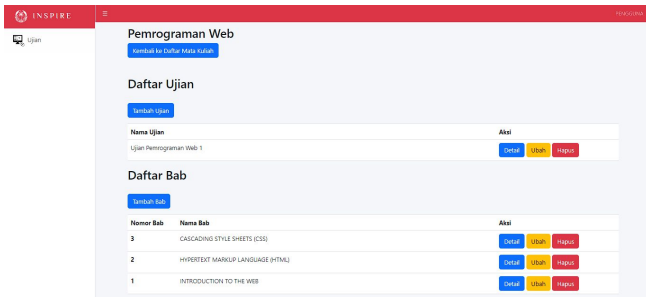 INSPIRE
PENGGUNA
Ujian
Pemrograman Web
Kembali ke Daftar Mata Kuliah
Daftar Ujian
Tambah Ujian
Nama Ujian Aksi
Ujian Pemrograman Web 1 Detail Ubah Hapus
Daftar Bab
Tambah Bab
Nomor Bab Nama Bab Aksi
3 CASCADING STYLE SHEETS (CSS) Detail Ubah Hapus
2 HYPERTEXT MARKUP LANGUAGE (HTML) Detail Ubah Hapus
1 INTRODUCTION TO THE WEB Detail Ubah Hapus